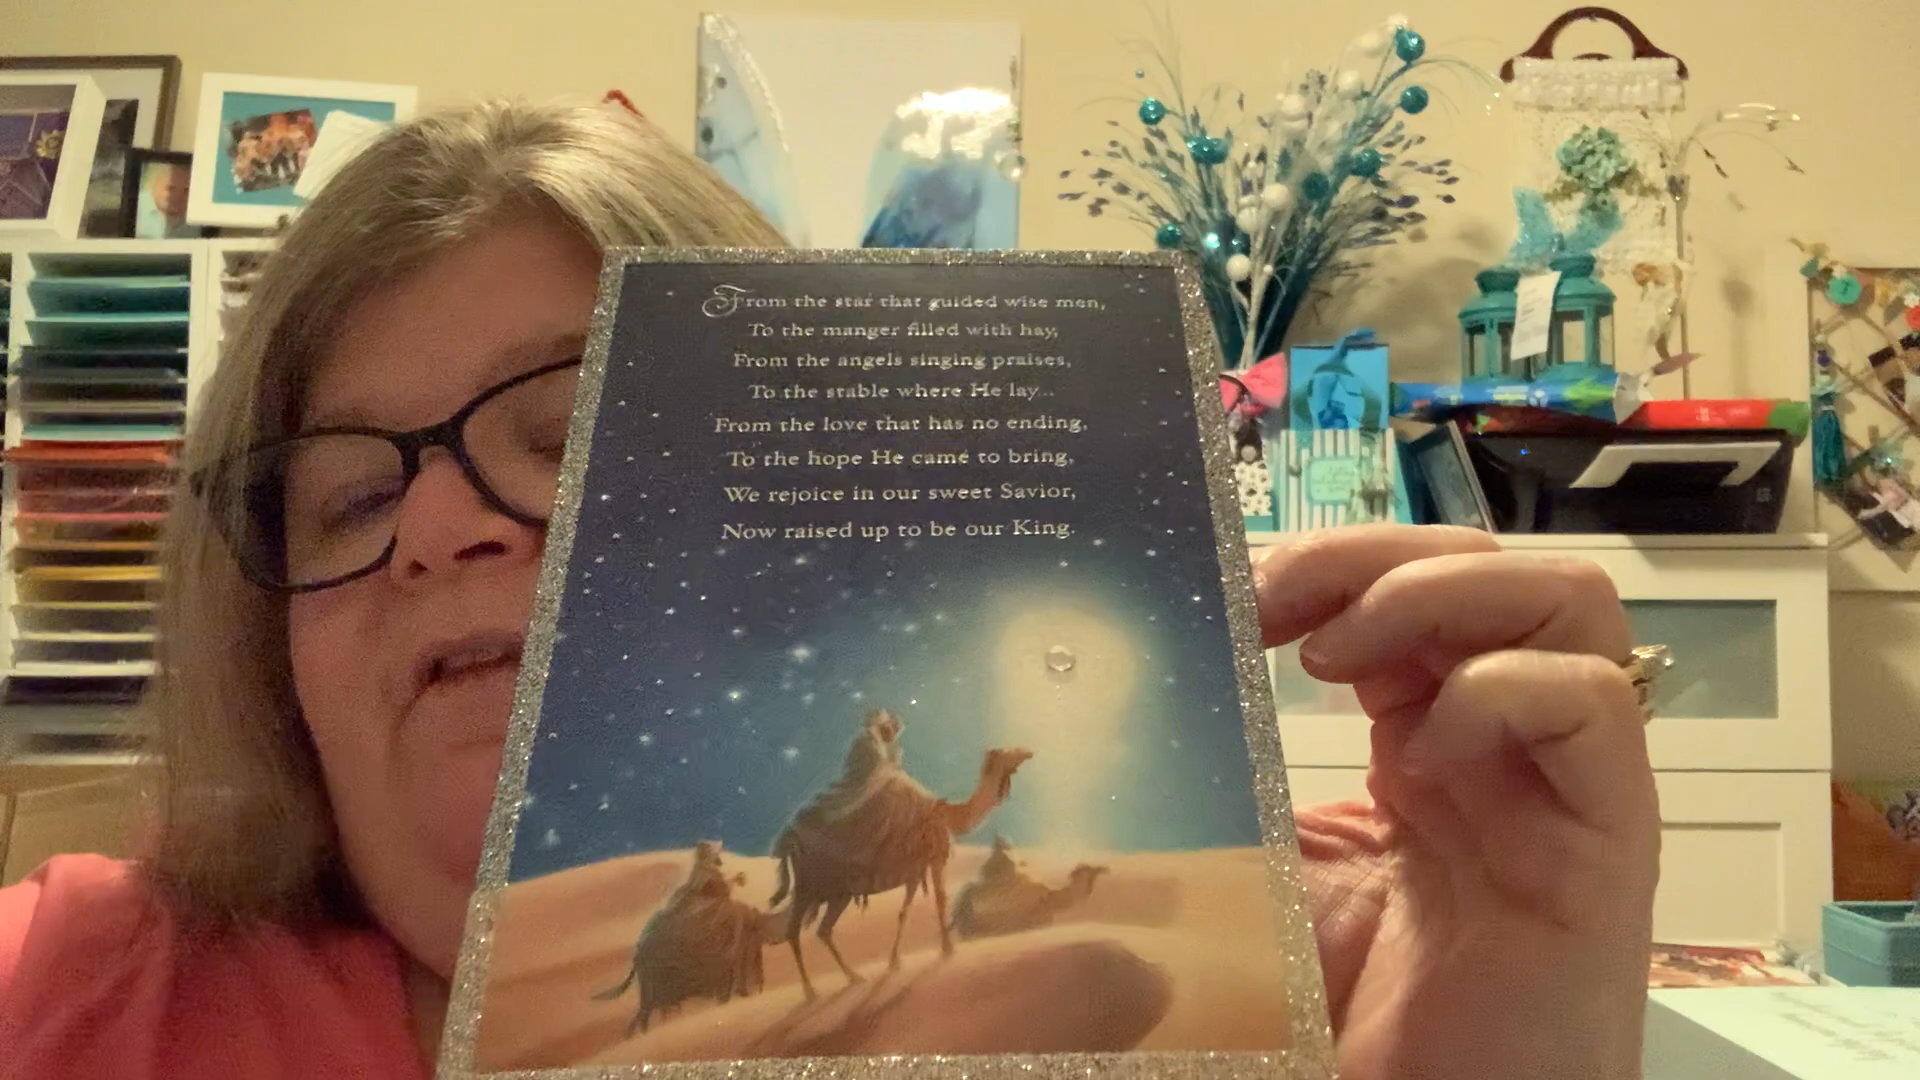 From the star that guided wise men,
To the manger filled with hay,
From the angels singing praises,
To the stable where He lay...
From the love that has no ending,
To the hope He came to bring,
We rejoice in our sweet Savior,
Now raised up to be our King.